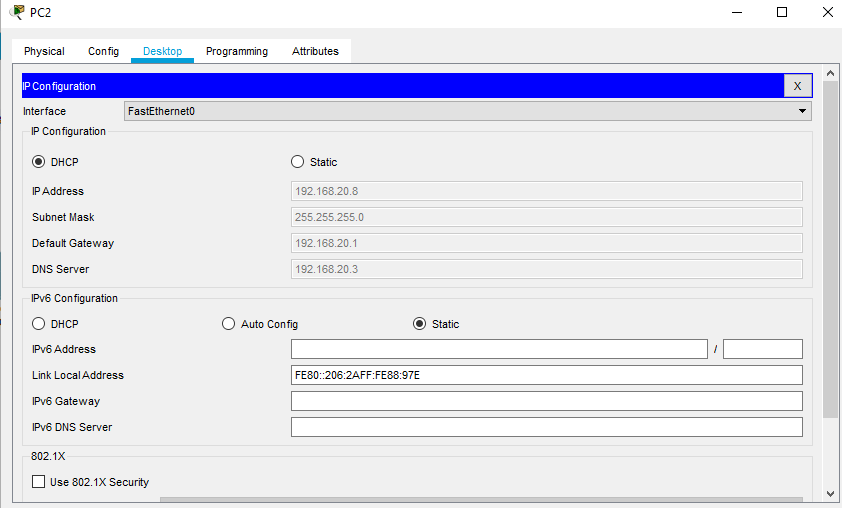 PC2
Physical Config Desktop Programming Attributes
IP Configuration X
Interface FastEthernet0
IP Configuration
DHCP Static
IP Address 192.168.20.8
Subnet Mask 255.255.255.0
Default Gateway 192.168.20.1
DNS Server 192.168.20.3
IPv6 Configuration
DHCP Auto Config Static
IPv6 Address /
Link Local Address FE80::206:2AFF:FE88:97E
IPv6 Gateway
IPv6 DNS Server
802.1X
Use 802.1X Security